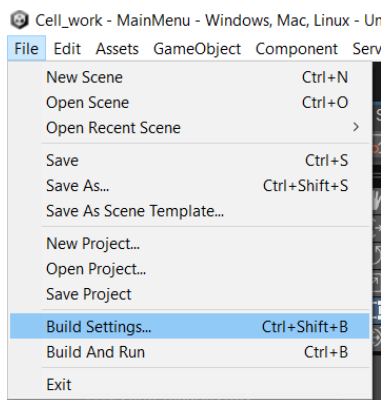 Cell_work - MainMenu - Windows, Mac, Linux - Un
File Edit Assets GameObject Component Serv
New Scene Ctrl+N
Open Scene Ctrl+O
Open Recent Scene >
Save Ctrl+S
Save As... Ctrl+Shift+S
Save As Scene Template...
New Project...
Open Project...
Save Project
Build Settings... Ctrl+Shift+B
Build And Run Ctrl+B
Exit